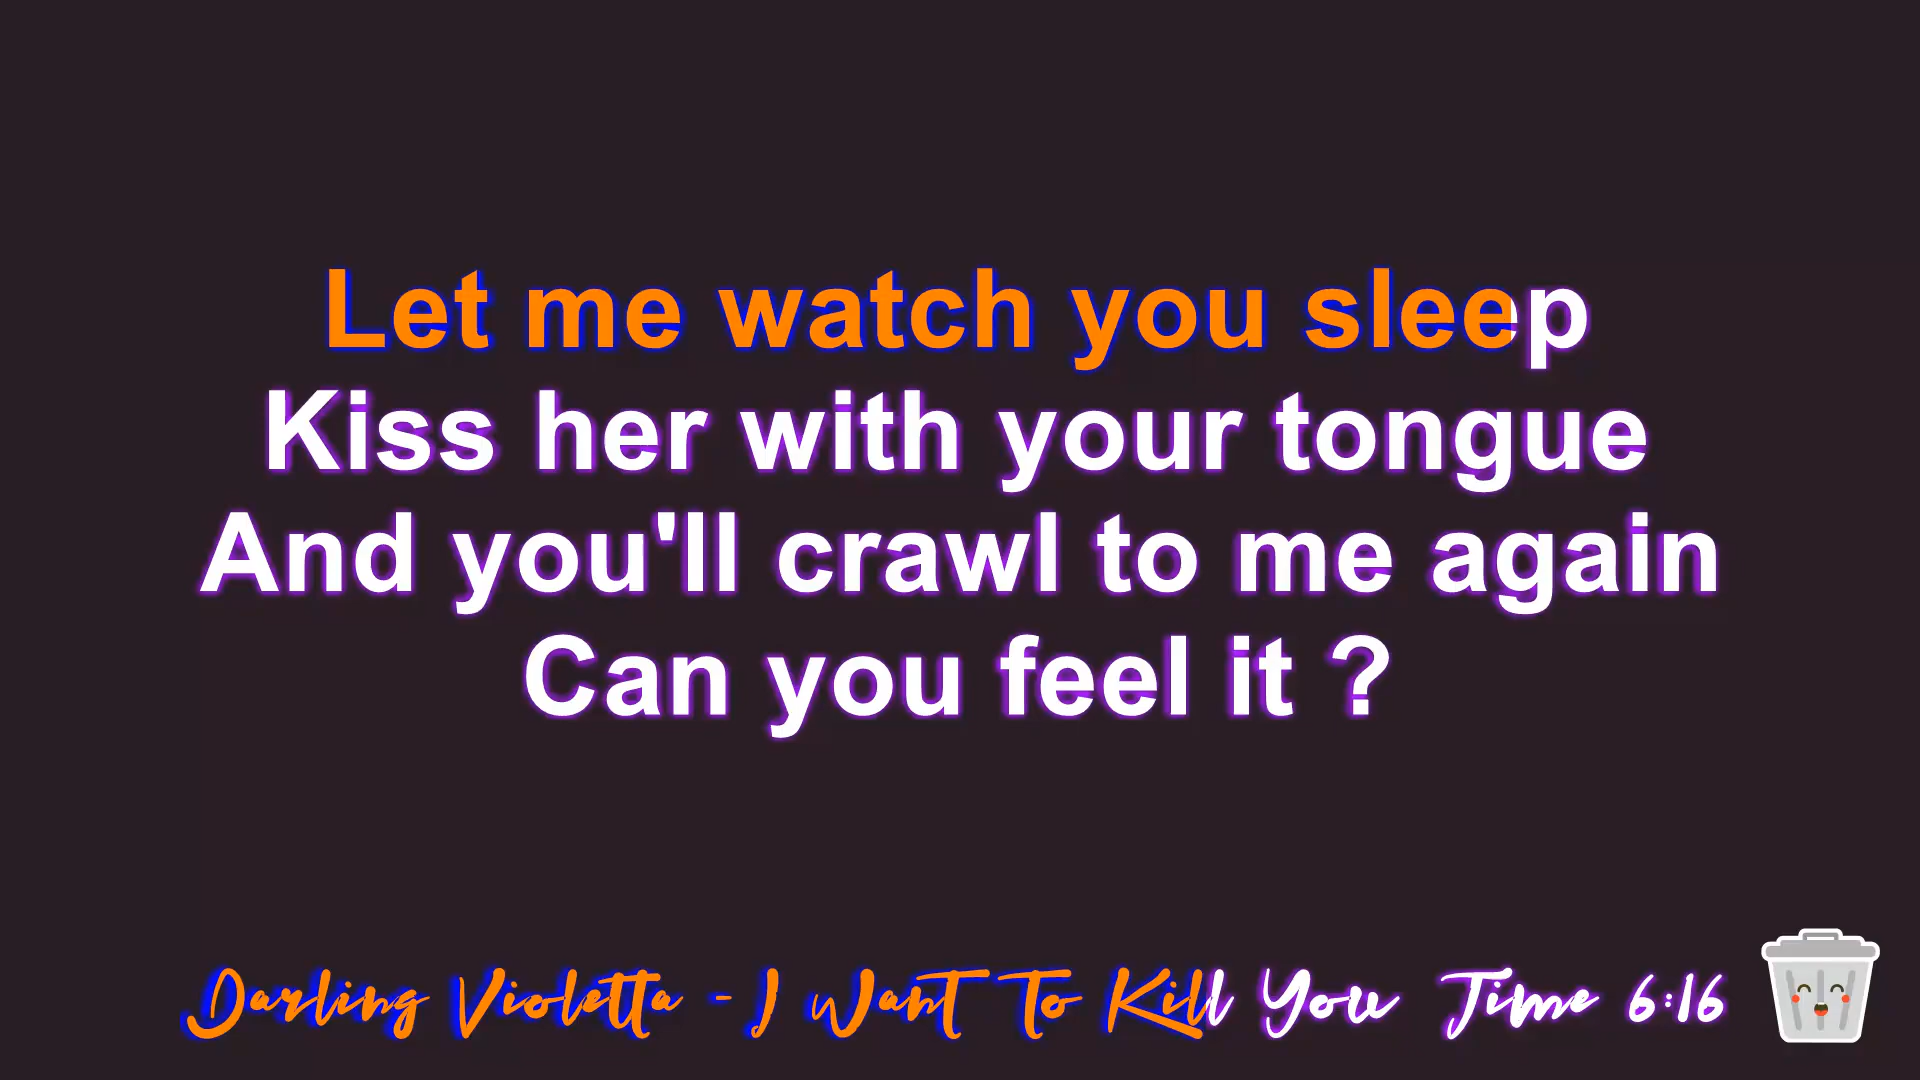 Let me watch you sleep
Kiss her with your tongue
And you'll crawl to me again
Can you feel it ?
Darling Violetta - I Want To Kill You Time 6:16